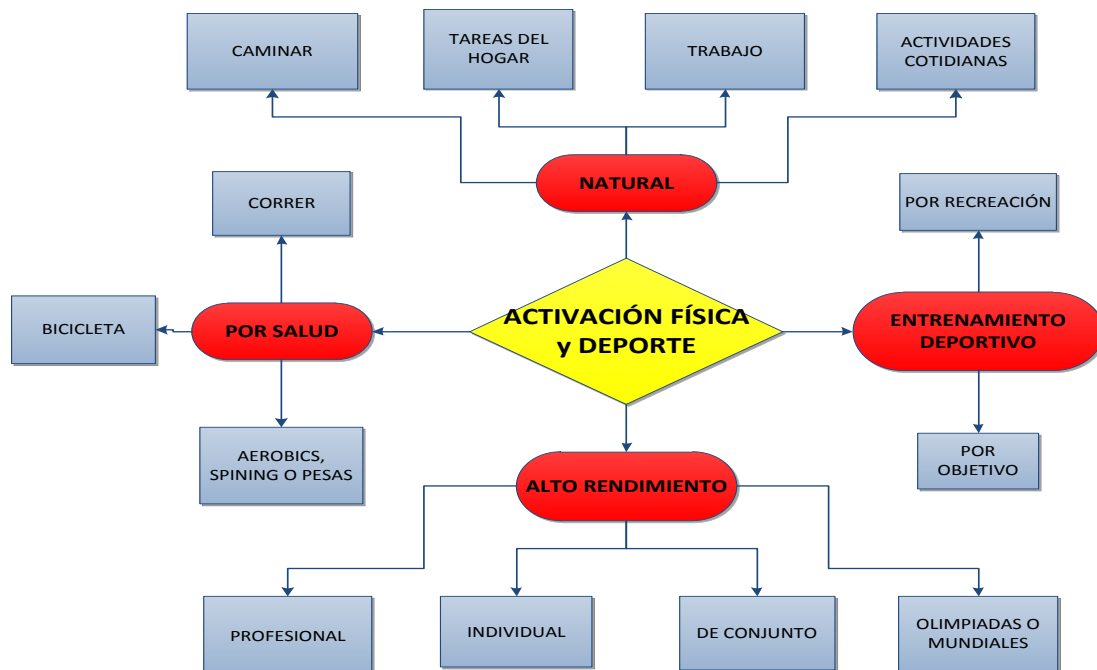 CAMINAR
TAREAS DEL
HOGAR
TRABAJO
ACTIVIDADES
COTIDIANAS
NATURAL
CORRER
POR RECREACIÓN
BICICLETA
POR SALUD
ACTIVACIÓN FÍSICA
y DEPORTE
ENTRENAMIENTO
DEPORTIVO
AEROBICS,
SPINING O PESAS
POR
OBJETIVO
ALTO RENDIMIENTO
PROFESIONAL
INDIVIDUAL
DE CONJUNTO
OLIMPIADAS O
MUNDIALES